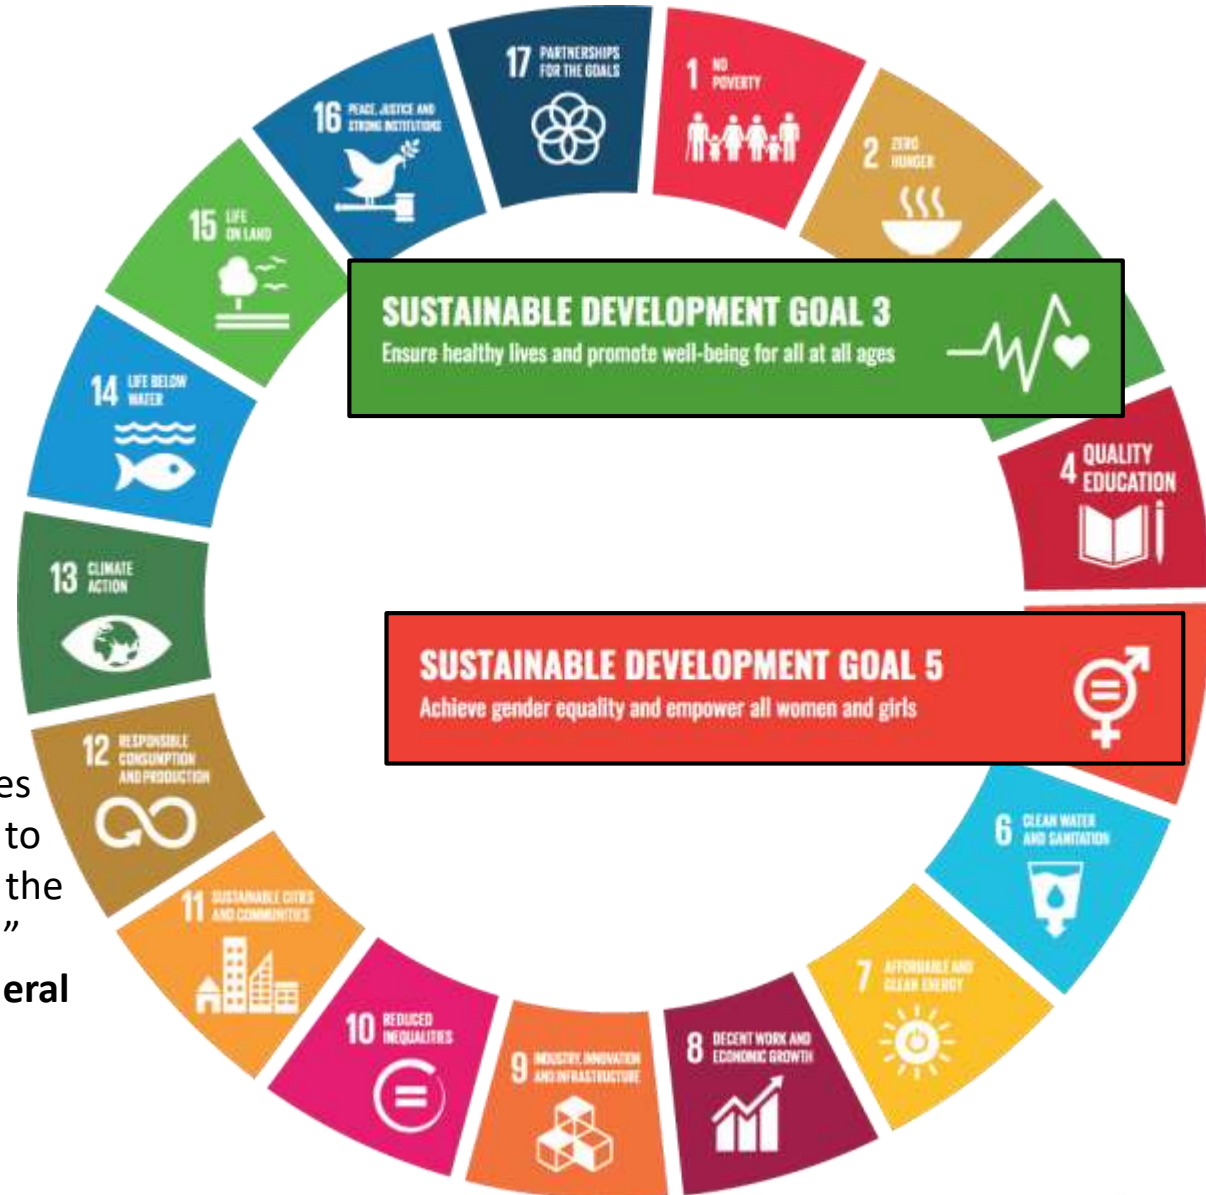 17 PARTNERSHIPS
FOR THE GOALS
1 NO
POVERTY
2 ZERO
HUNGER
SUSTAINABLE DEVELOPMENT GOAL 3
Ensure healthy lives and promote well-being for all at all ages
4 QUALITY
EDUCATION
SUSTAINABLE DEVELOPMENT GOAL 5
Achieve gender equality and empower all women and girls
6 CLEAN WATER
AND SANITATION
7 AFFORDABLE AND
CLEAN ENERGY
8 DECENT WORK AND
ECONOMIC GROWTH
9 INDUSTRY, INNOVATION
AND INFRASTRUCTURE
10 REDUCED
INEQUALITIES
11 SUSTAINABLE CITIES
AND COMMUNITIES
12 RESPONSIBLE
CONSUMPTION
AND PRODUCTION
13 CLIMATE
ACTION
14 LIFE BELOW
WATER
15 LIFE
ON LAND
16 PEACE, JUSTICE AND
STRONG INSTITUTIONS
es
to
the
”
eral